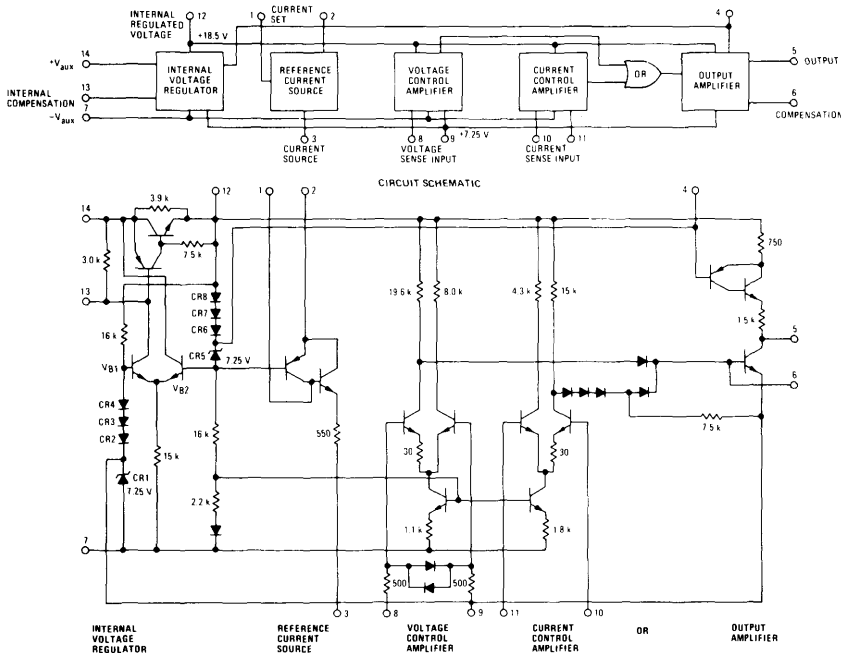 INTERNAL
REGULATED
VOLTAGE
12
CURRENT
SET
1
2
4
+18.5 V
14
+Vaux
INTERNAL
COMPENSATION
13
7
−Vaux
INTERNAL
VOLTAGE
REGULATOR
REFERENCE
CURRENT
SOURCE
VOLTAGE
CONTROL
AMPLIFIER
CURRENT
CONTROL
AMPLIFIER
OR
OUTPUT
AMPLIFIER
5
OUTPUT
6
COMPENSATION
3
CURRENT
SOURCE
8
9
+7.25 V
VOLTAGE
SENSE INPUT
10
11
CURRENT
SENSE INPUT
CIRCUIT SCHEMATIC
14
3.9 k
12
1
2
4
3.0 k
7.5 k
750
13
CR8
CR7
CR6
CR5
7.25 V
19.6 k
8.0 k
4.3 k
15 k
1.5 k
5
16 k
VB1
VB2
6
CR4
CR3
CR2
CR1
7.25 V
15 k
16 k
550
30
30
7.5 k
2.2 k
1.1 k
1.8 k
7
500
500
3
8
9
11
10
INTERNAL
VOLTAGE
REGULATOR
REFERENCE
CURRENT
SOURCE
VOLTAGE
CONTROL
AMPLIFIER
CURRENT
CONTROL
AMPLIFIER
OR
OUTPUT
AMPLIFIER